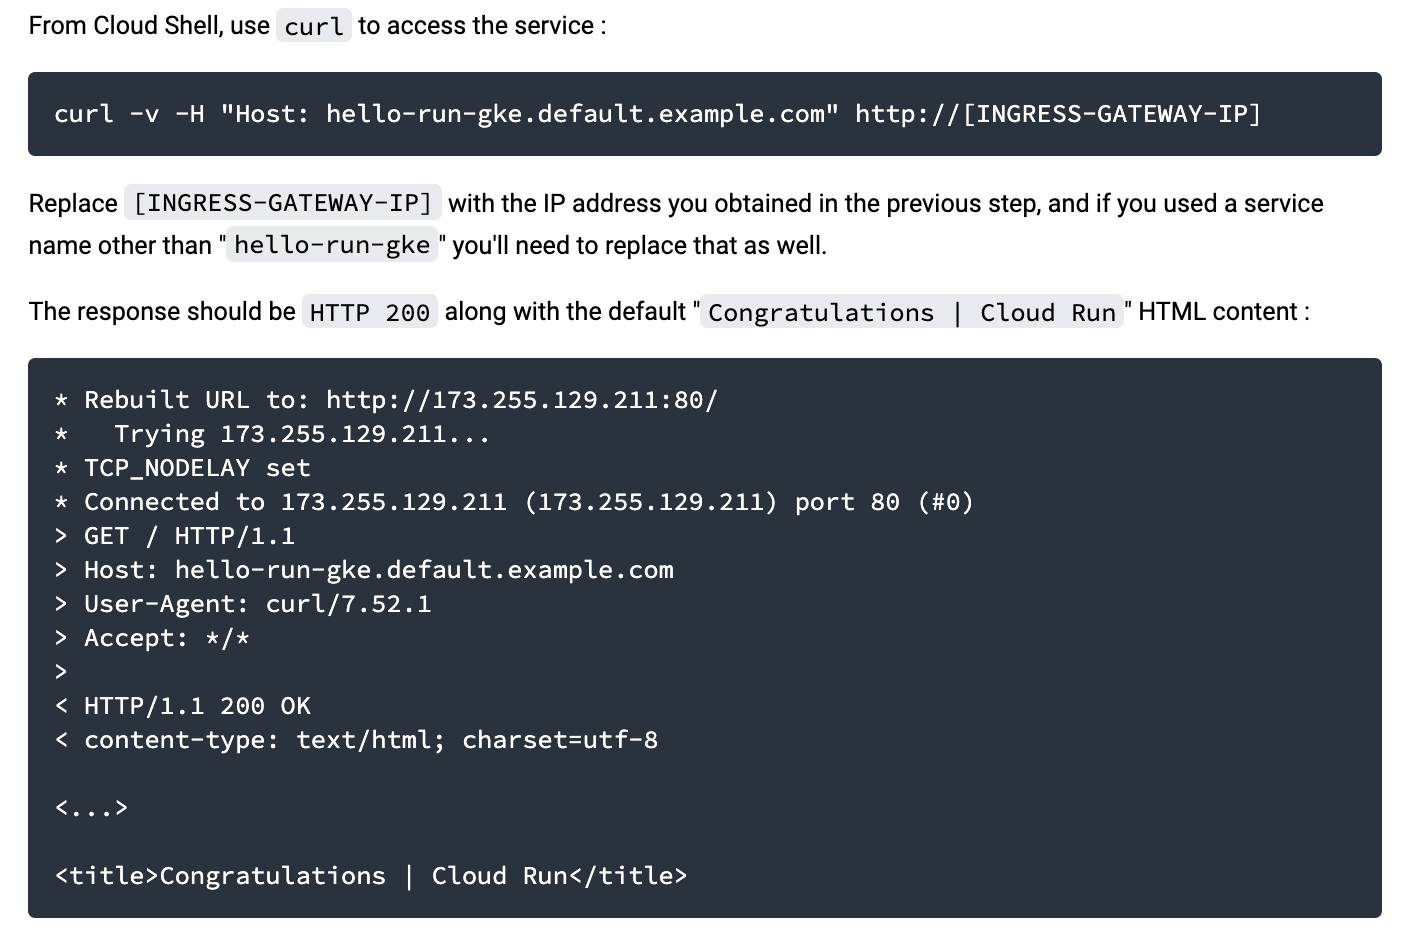 From Cloud Shell, use curl to access the service :
curl -v -H "Host: hello-run-gke.default.example.com" http://[INGRESS-GATEWAY-IP]
Replace [INGRESS-GATEWAY-IP] with the IP address you obtained in the previous step, and if you used a service
name other than "hello-run-gke" you'll need to replace that as well.
The response should be HTTP 200 along with the default "Congratulations | Cloud Run" HTML content :
* Rebuilt URL to: http://173.255.129.211:80/
*   Trying 173.255.129.211...
* TCP_NODELAY set
* Connected to 173.255.129.211 (173.255.129.211) port 80 (#0)
> GET / HTTP/1.1
> Host: hello-run-gke.default.example.com
> User-Agent: curl/7.52.1
> Accept: */*
>
< HTTP/1.1 200 OK
< content-type: text/html; charset=utf-8
<...>
<title>Congratulations | Cloud Run</title>